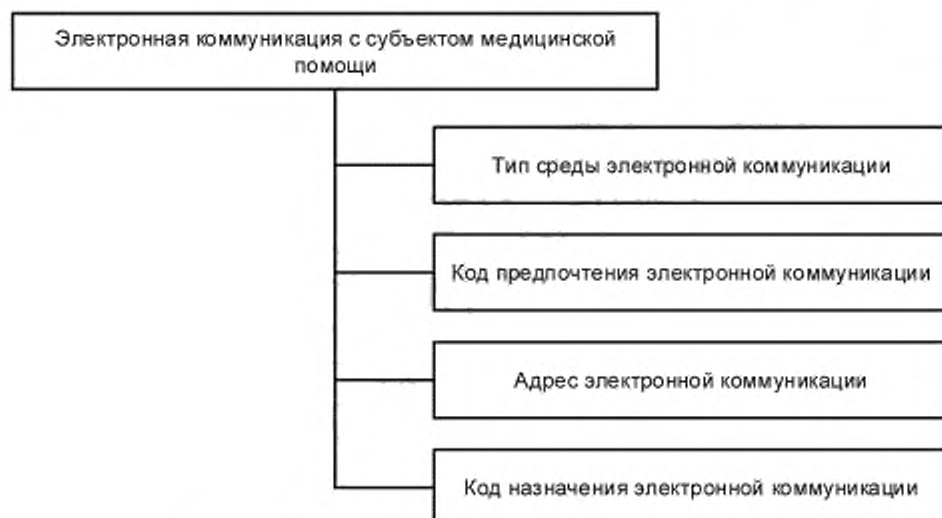 Электронная коммуникация с субъектом медицинской
помощи
Тип среды электронной коммуникации
Код предпочтения электронной коммуникации
Адрес электронной коммуникации
Код назначения электронной коммуникации